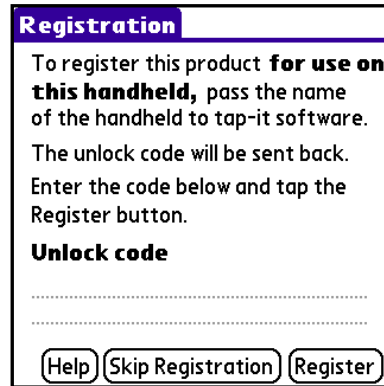 Registration
To register this product for use on
this handheld, pass the name
of the handheld to tap-it software.
The unlock code will be sent back.
Enter the code below and tap the
Register button.
Unlock code
Help Skip Registration Register